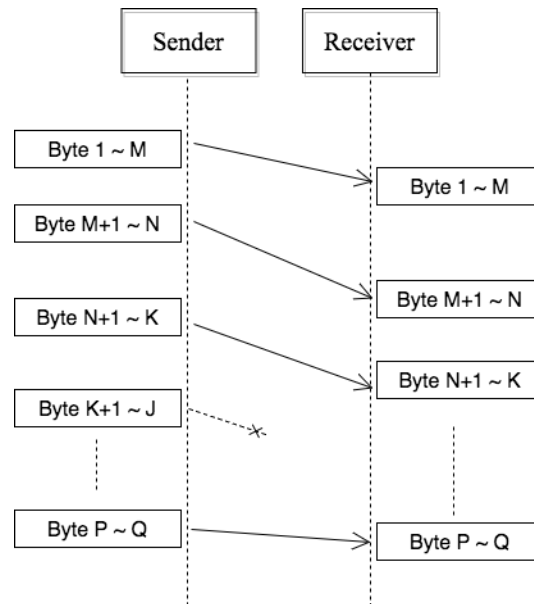 Sender
Receiver
Byte 1 ~ M
Byte 1 ~ M
Byte M+1 ~ N
Byte M+1 ~ N
Byte N+1 ~ K
Byte N+1 ~ K
Byte K+1 ~ J
Byte P ~ Q
Byte P ~ Q